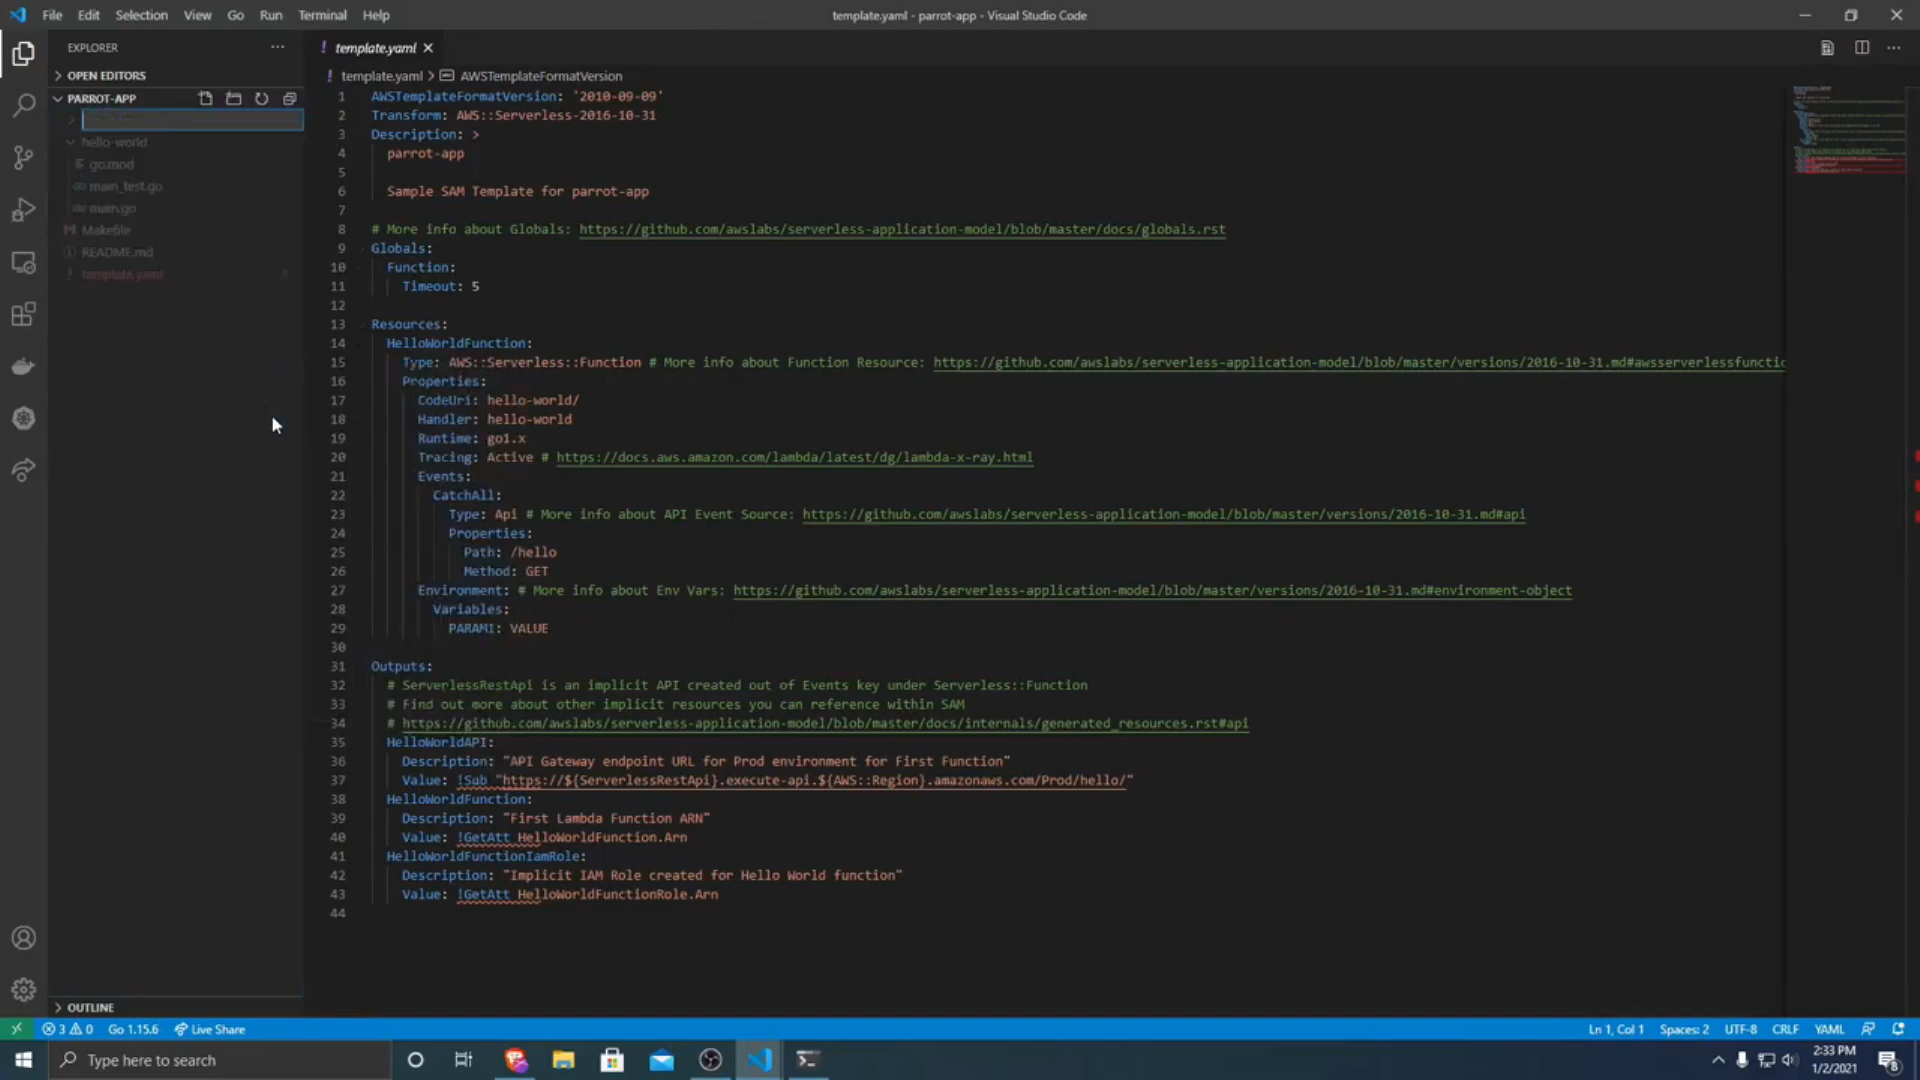 File Edit Selection View Go Run Terminal Help
template.yaml - parrot-app - Visual Studio Code
EXPLORER
OPEN EDITORS
PARROT-APP
hello-world
go.mod
main_test.go
main.go
Makefile
README.md
template.yaml
template.yaml
template.yaml > AWSTemplateFormatVersion
1 AWSTemplateFormatVersion: '2010-09-09'
2 Transform: AWS::Serverless-2016-10-31
3 Description: >
4 parrot-app
5
6 Sample SAM Template for parrot-app
7
8 # More info about Globals: https://github.com/awslabs/serverless-application-model/blob/master/docs/globals.rst
9 Globals:
10 Function:
11 Timeout: 5
12
13 Resources:
14 HelloWorldFunction:
15 Type: AWS::Serverless::Function # More info about Function Resource: https://github.com/awslabs/serverless-application-model/blob/master/versions/2016-10-31.md#awsserverlessfunctio
16 Properties:
17 CodeUri: hello-world/
18 Handler: hello-world
19 Runtime: go1.x
20 Tracing: Active # https://docs.aws.amazon.com/lambda/latest/dg/lambda-x-ray.html
21 Events:
22 CatchAll:
23 Type: Api # More info about API Event Source: https://github.com/awslabs/serverless-application-model/blob/master/versions/2016-10-31.md#api
24 Properties:
25 Path: /hello
26 Method: GET
27 Environment: # More info about Env Vars: https://github.com/awslabs/serverless-application-model/blob/master/versions/2016-10-31.md#environment-object
28 Variables:
29 PARAM1: VALUE
30
31 Outputs:
32 # ServerlessRestApi is an implicit API created out of Events key under Serverless::Function
33 # Find out more about other implicit resources you can reference within SAM
34 # https://github.com/awslabs/serverless-application-model/blob/master/docs/internals/generated_resources.rst#api
35 HelloWorldAPI:
36 Description: "API Gateway endpoint URL for Prod environment for First Function"
37 Value: !Sub "https://${ServerlessRestApi}.execute-api.${AWS::Region}.amazonaws.com/Prod/hello/"
38 HelloWorldFunction:
39 Description: "First Lambda Function ARN"
40 Value: !GetAtt HelloWorldFunction.Arn
41 HelloWorldFunctionIamRole:
42 Description: "Implicit IAM Role created for Hello World function"
43 Value: !GetAtt HelloWorldFunctionRole.Arn
44
OUTLINE
3 0 Go 1.15.6 Live Share
Ln 1, Col 1 Spaces: 2 UTF-8 CRLF YAML
Type here to search
2:33 PM
1/2/2021
8